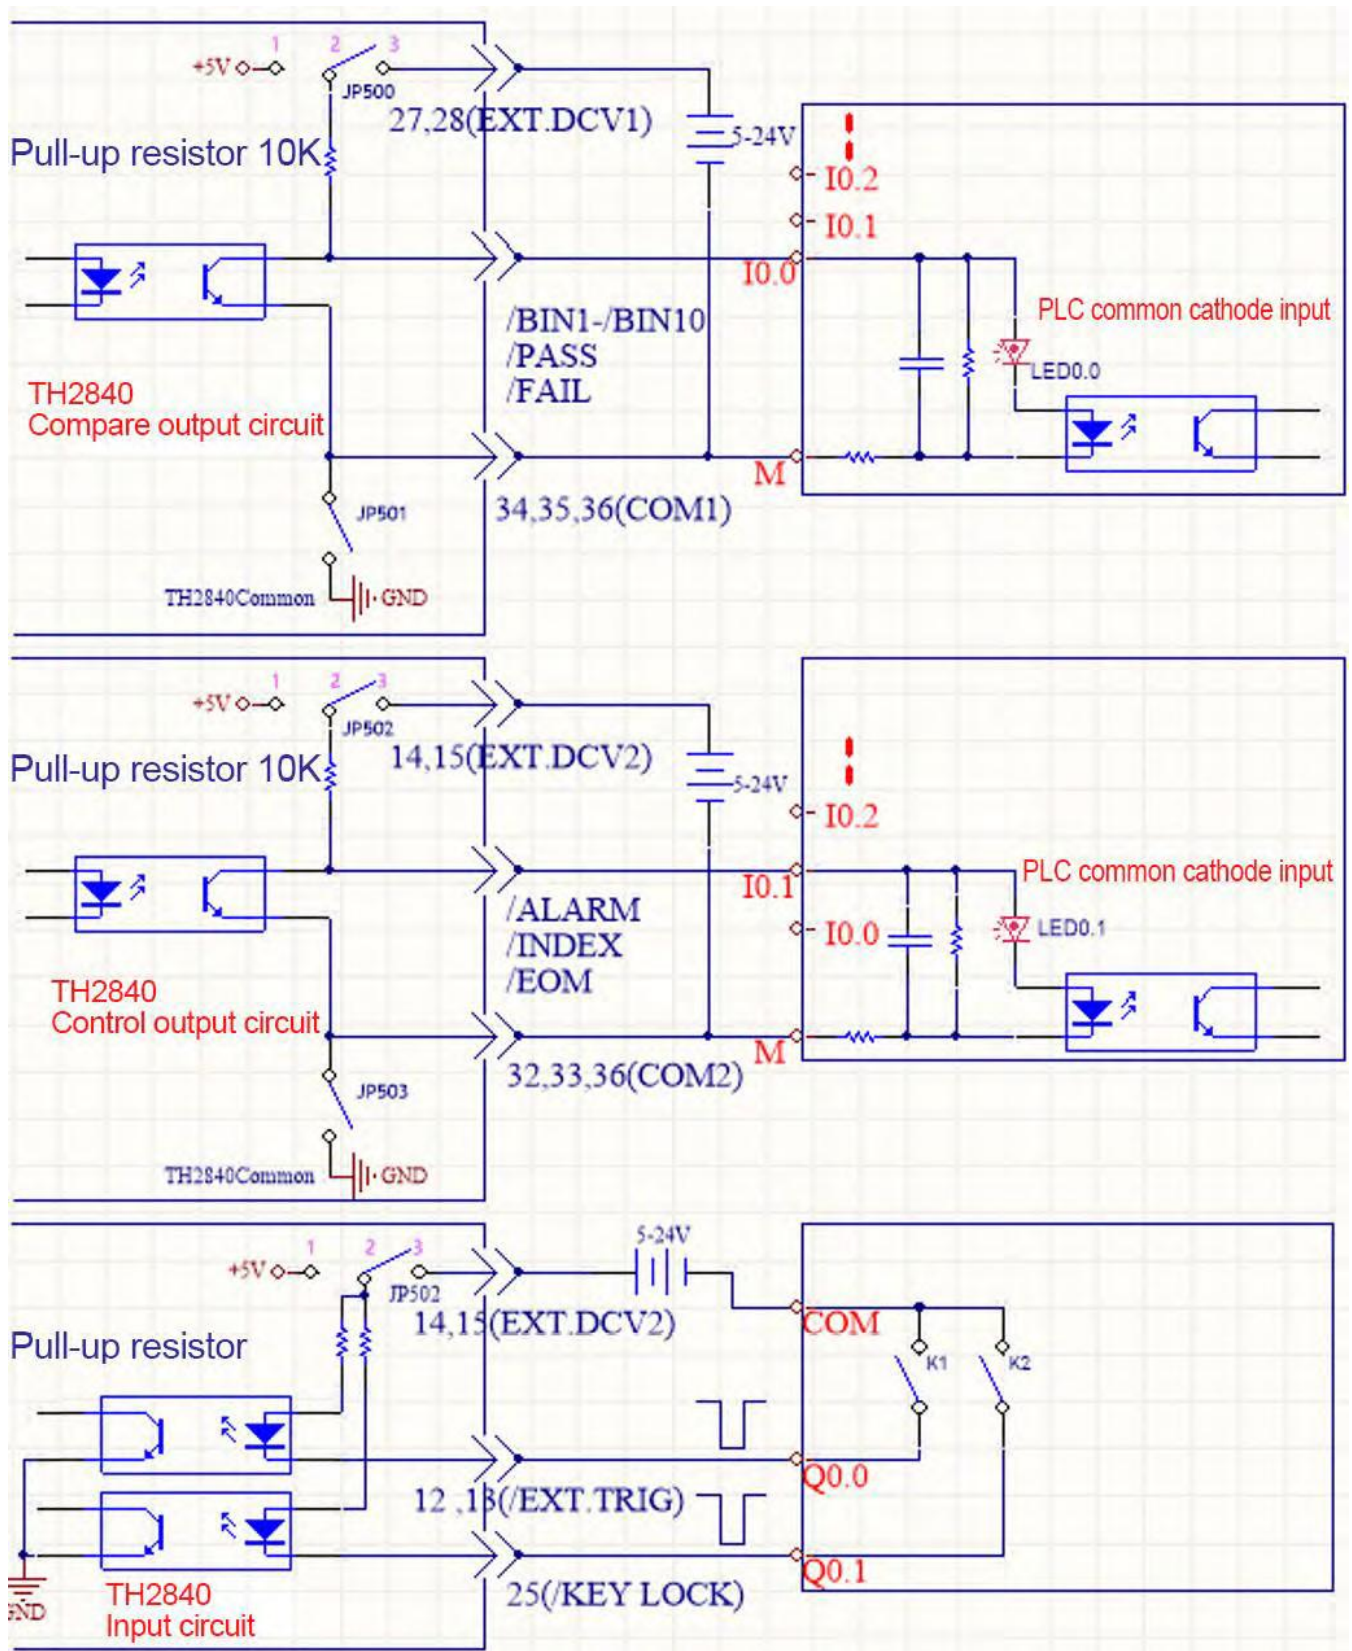 +5V
1
2
3
JP500
27,28(EXT.DCV1)
5-24V
Pull-up resistor 10K
I0.2
I0.1
I0.0
PLC common cathode input
/BIN1-/BIN10
/PASS
/FAIL
LED0.0
TH2840
Compare output circuit
M
34,35,36(COM1)
JP501
TH2840Common
GND
+5V
1
2
3
JP502
14,15(EXT.DCV2)
5-24V
Pull-up resistor 10K
I0.2
I0.1
PLC common cathode input
I0.0
LED0.1
/ALARM
/INDEX
/EOM
TH2840
Control output circuit
M
32,33,36(COM2)
JP503
TH2840Common
GND
5-24V
+5V
1
2
3
JP502
14,15(EXT.DCV2)
COM
Pull-up resistor
K1
K2
Q0.0
12 ,13(/EXT.TRIG)
Q0.1
25(/KEY LOCK)
TH2840
Input circuit
GND